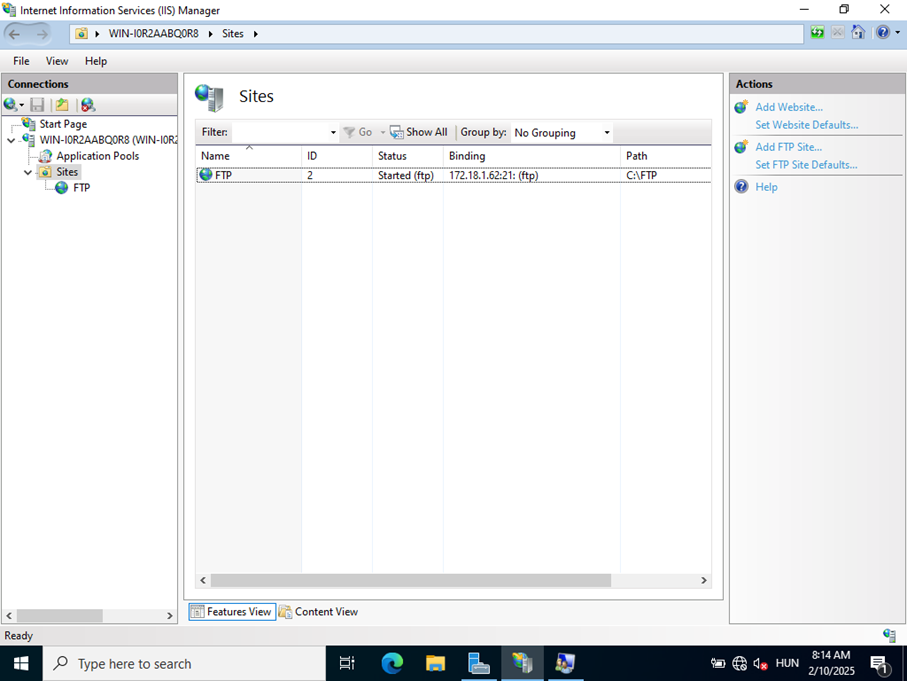 Internet Information Services (IIS) Manager
WIN-I0R2AABQ0R8 Sites
File View Help
Connections
Start Page
WIN-I0R2AABQ0R8 (WIN-I0R2
Application Pools
Sites
FTP
Sites
Filter: Go Show All Group by: No Grouping
Name ID Status Binding Path
FTP 2 Started (ftp) 172.18.1.62:21: (ftp) C:\FTP
Features View Content View
Actions
Add Website...
Set Website Defaults...
Add FTP Site...
Set FTP Site Defaults...
Help
Ready
Type here to search
HUN
8:14 AM
2/10/2025
1